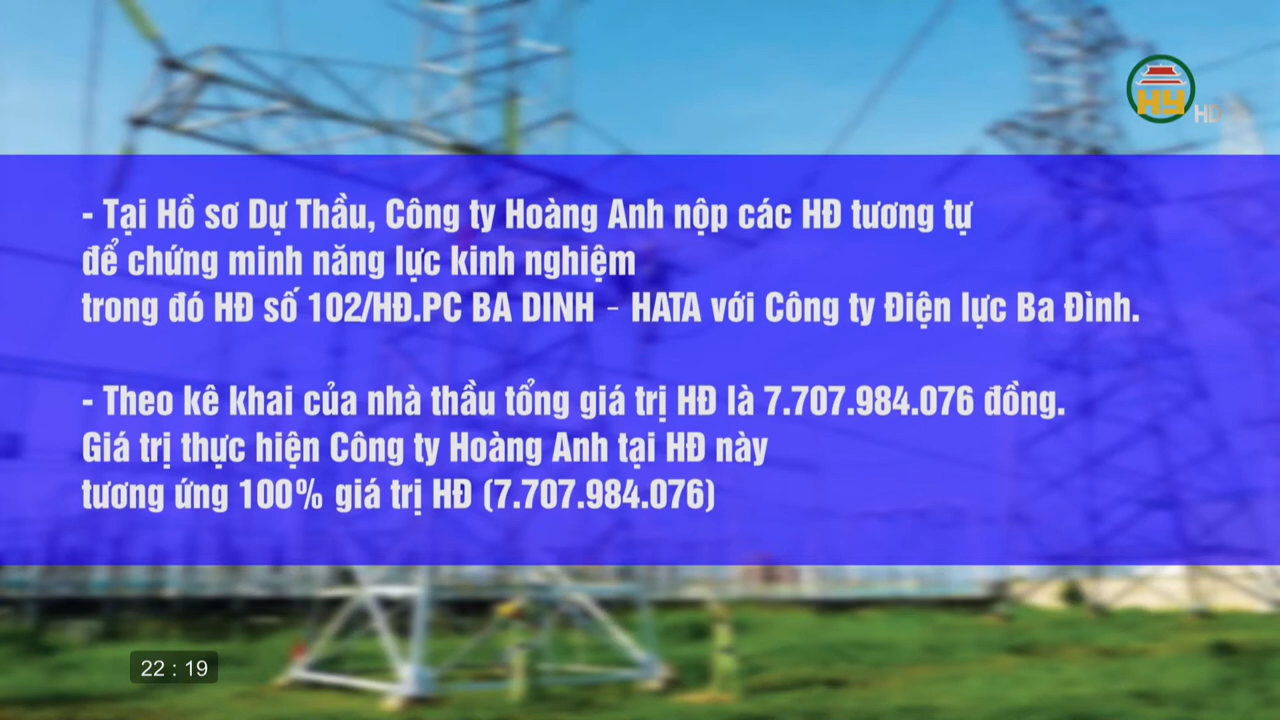 HY HD
- Tại Hồ sơ Dự Thầu, Công ty Hoàng Anh nộp các HĐ tương tự
để chứng minh năng lực kinh nghiệm
trong đó HĐ số 102/HĐ.PC BA DINH - HATA với Công ty Điện lực Ba Đình.
- Theo kê khai của nhà thầu tổng giá trị HĐ là 7.707.984.076 đồng.
Giá trị thực hiện Công ty Hoàng Anh tại HĐ này
tương ứng 100% giá trị HĐ (7.707.984.076)
22 : 19